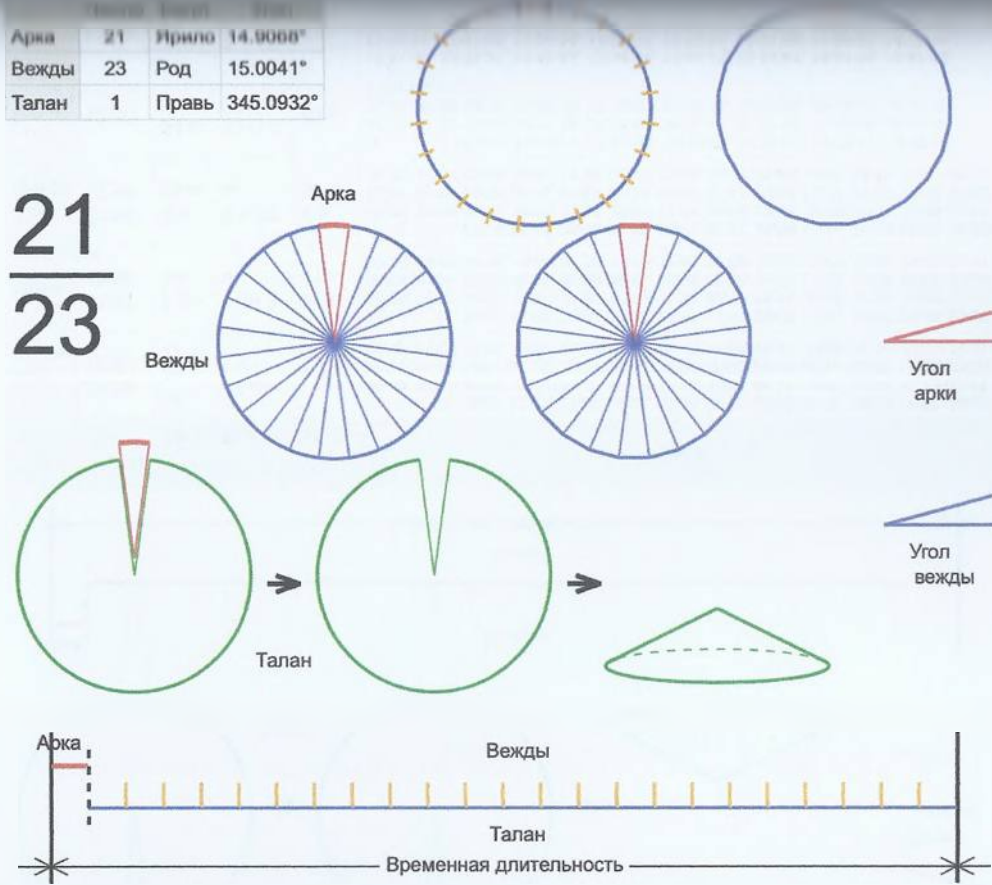 Арка 21 Ярило 14.9068°
Вежды 23 Род 15.0041°
Талан 1 Правь 345.0932°
21
23
Арка
Вежды
Угол
арки
Угол
вежды
Талан
Арка
Вежды
Талан
Временная длительность